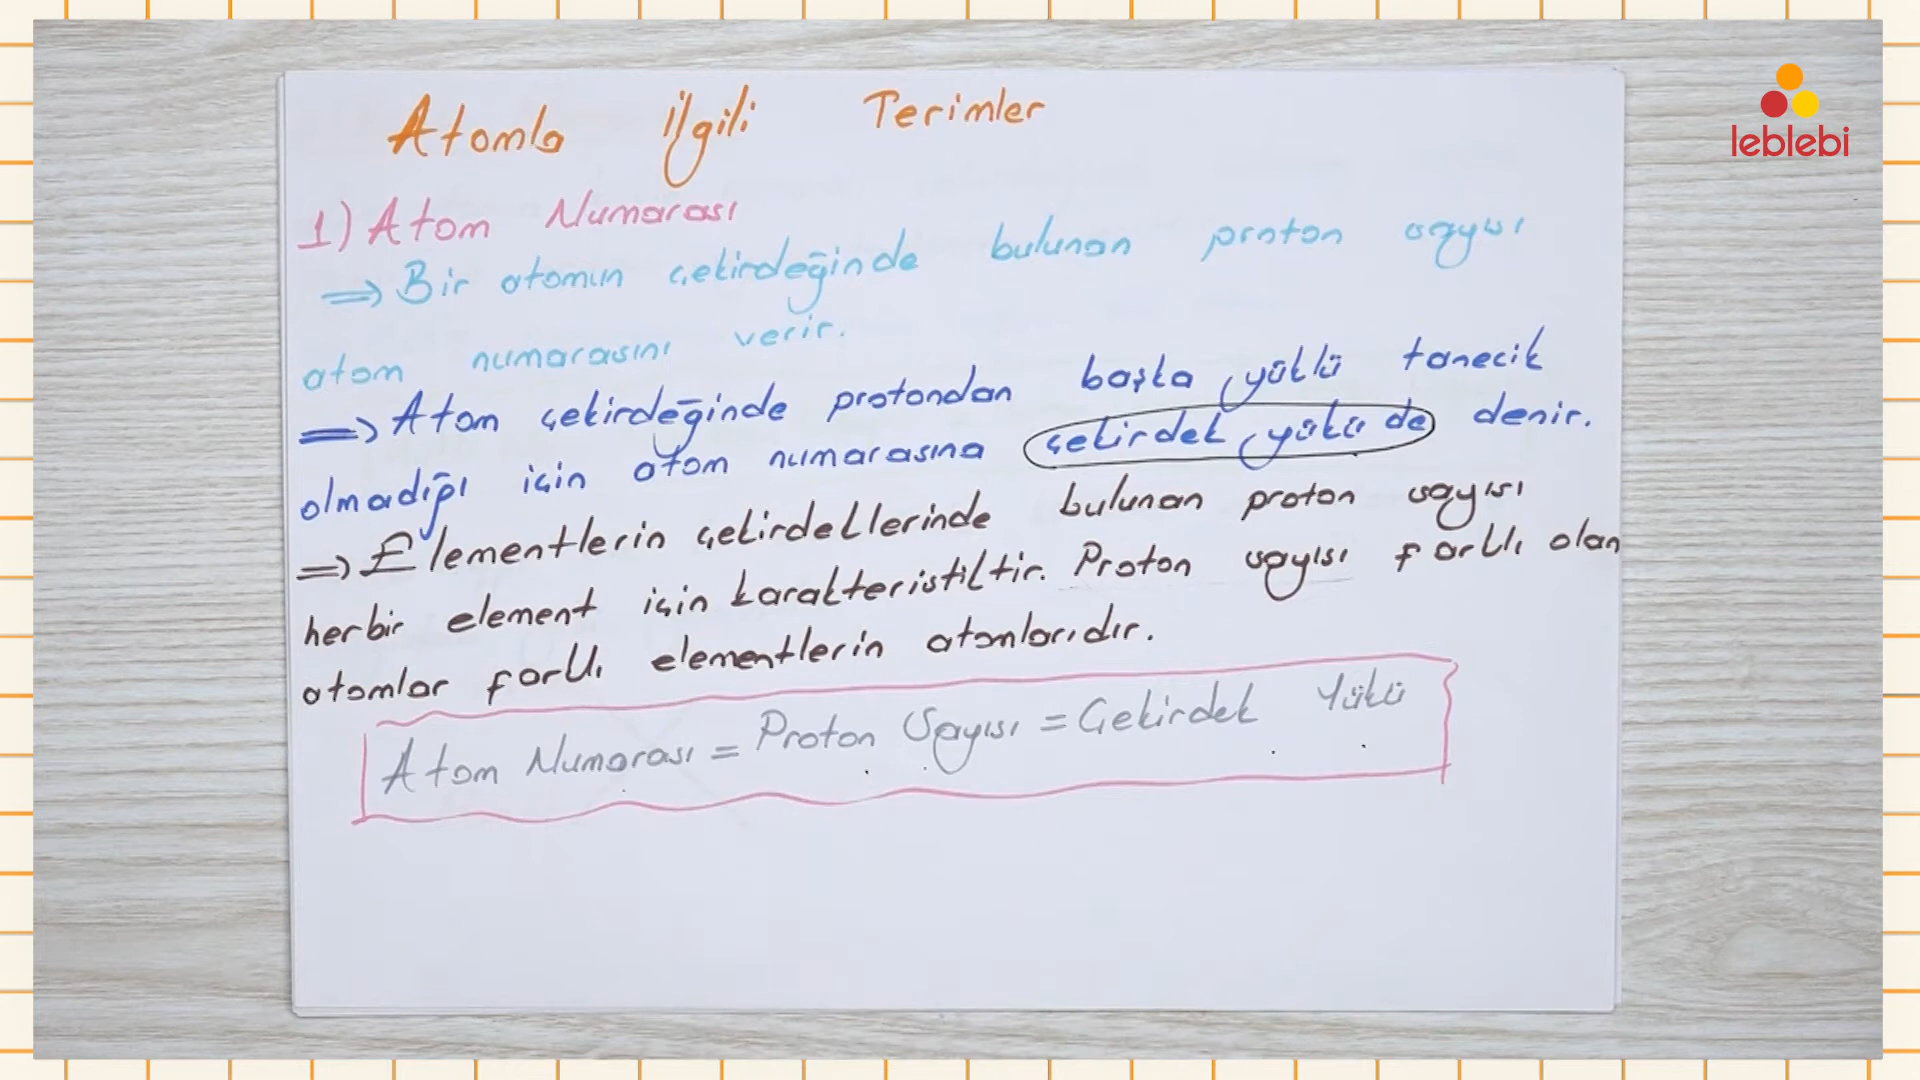 Atomla ilgili Terimler
leblebi
1) Atom Numarası
⇒ Bir atomun çekirdeğinde bulunan proton sayısı
atom numarasını verir.
⇒ Atom çekirdeğinde protondan başka yüklü tanecik
olmadığı için atom numarasına çekirdek yükü de denir.
⇒ Elementlerin çekirdeklerinde bulunan proton sayısı
herbir element için karakteristiktir. Proton sayısı farklı olan
atomlar farklı elementlerin atomlarıdır.
Atom Numarası = Proton Sayısı = Çekirdek Yükü